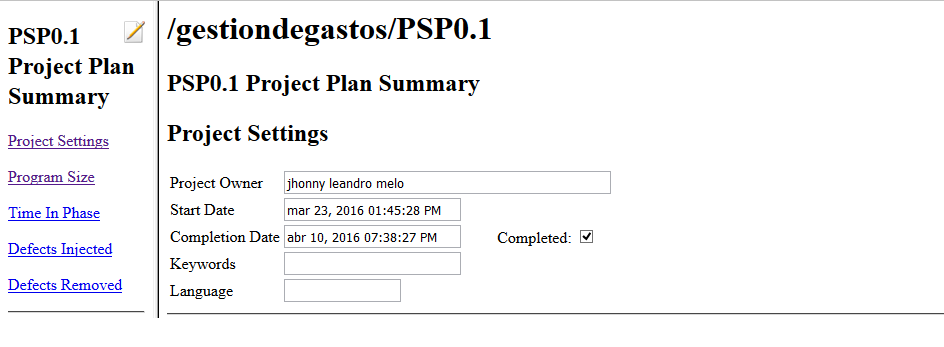 PSP0.1
Project Plan
Summary
Project Settings
Program Size
Time In Phase
Defects Injected
Defects Removed
/gestiondegastos/PSP0.1
PSP0.1 Project Plan Summary
Project Settings
Project Owner jhonny leandro melo
Start Date mar 23, 2016 01:45:28 PM
Completion Date abr 10, 2016 07:38:27 PM Completed:
Keywords
Language